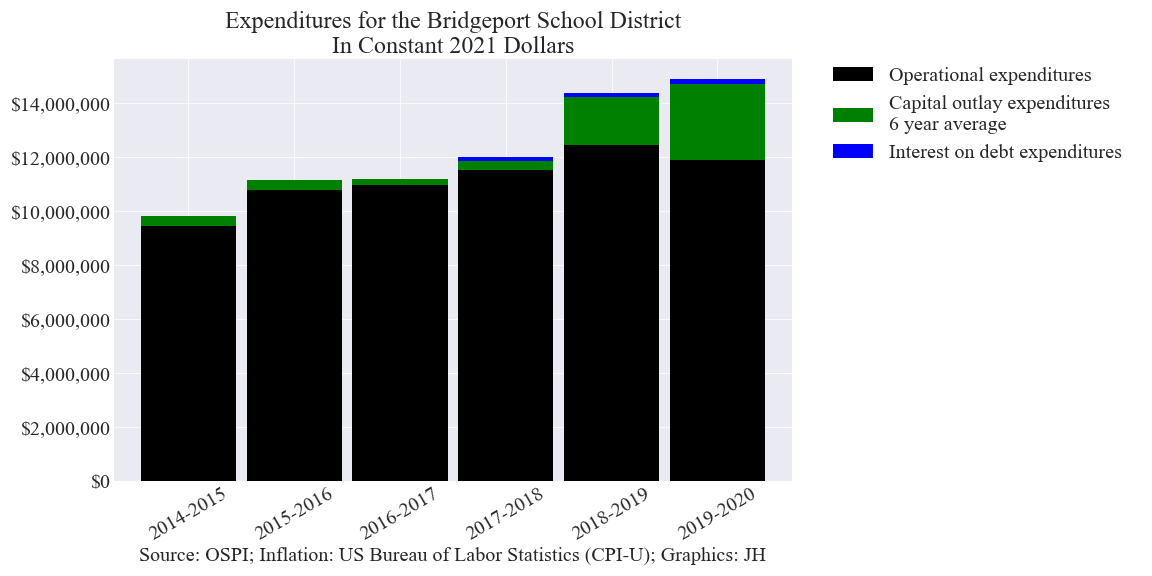 Expenditures for the Bridgeport School District
In Constant 2021 Dollars
Operational expenditures
Capital outlay expenditures
6 year average
Interest on debt expenditures
$14,000,000
$12,000,000
$10,000,000
$8,000,000
$6,000,000
$4,000,000
$2,000,000
$0
2014-2015
2015-2016
2016-2017
2017-2018
2018-2019
2019-2020
Source: OSPI; Inflation: US Bureau of Labor Statistics (CPI-U); Graphics: JH